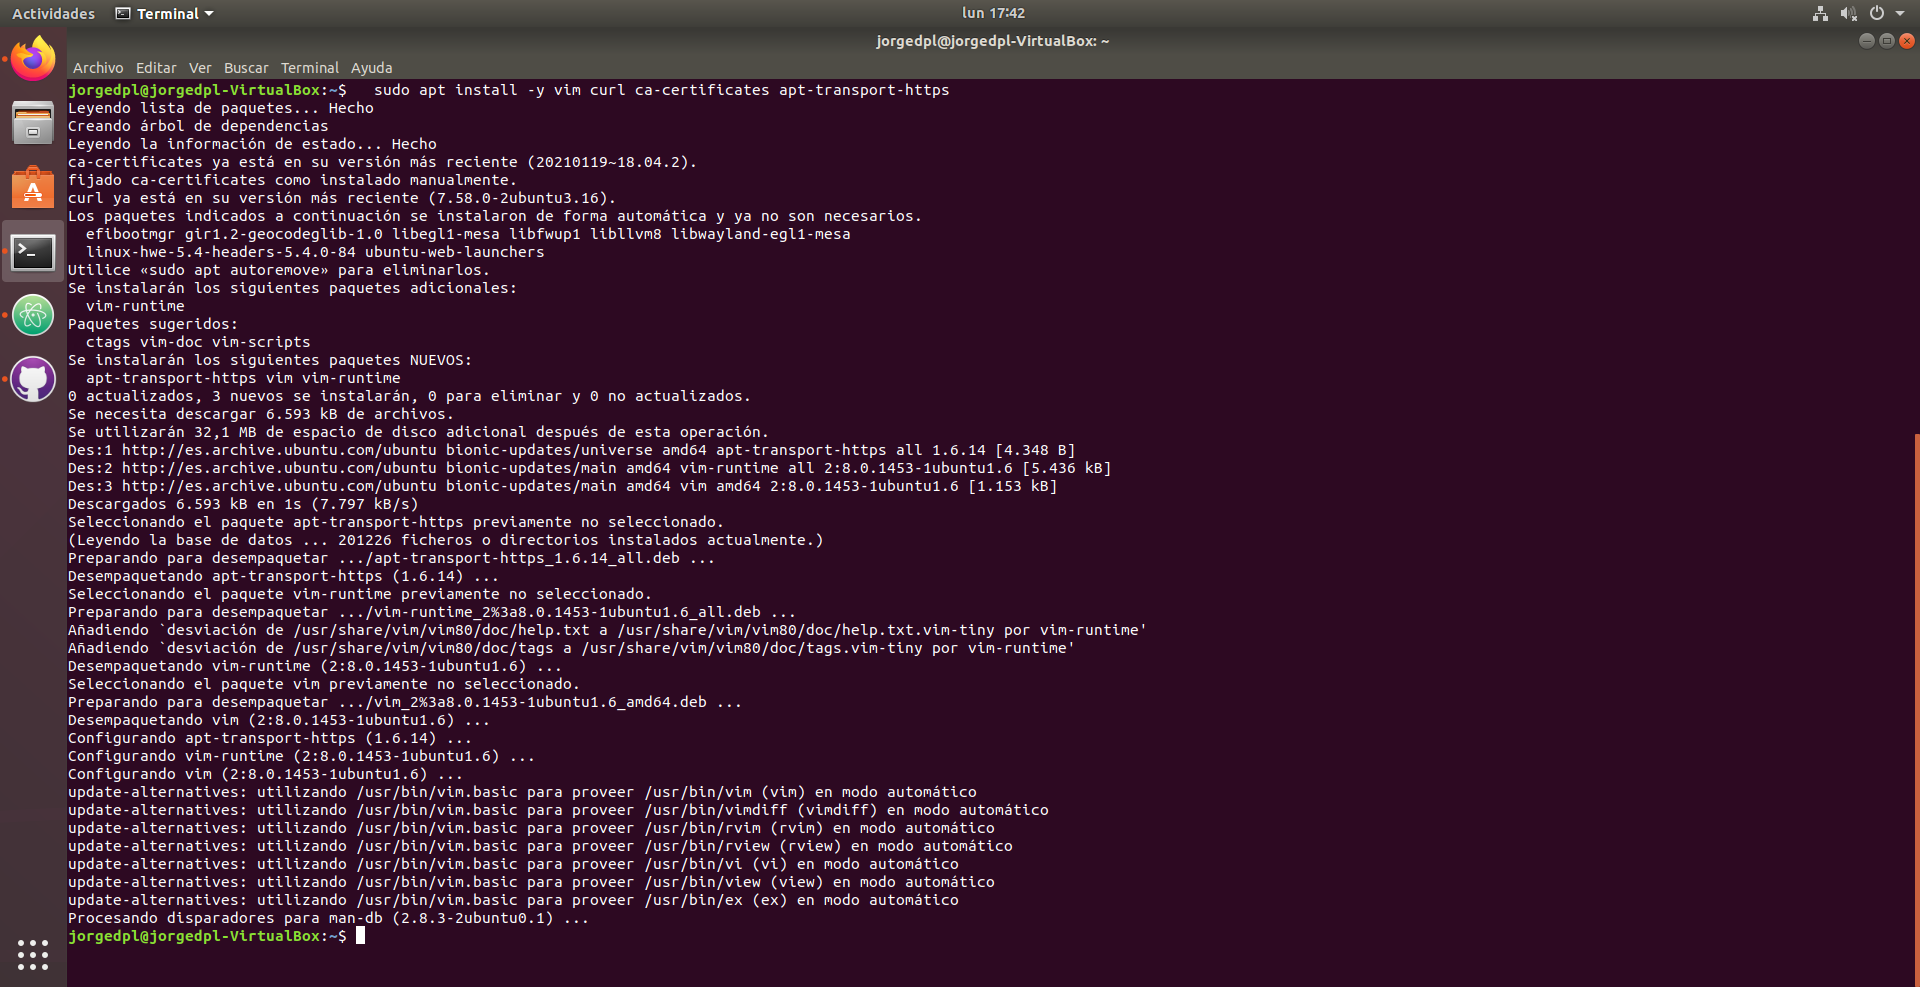 Actividades Terminal lun 17:42
jorgedpl@jorgedpl-VirtualBox: ~
Archivo Editar Ver Buscar Terminal Ayuda
jorgedpl@jorgedpl-VirtualBox:~$   sudo apt install -y vim curl ca-certificates apt-transport-https
Leyendo lista de paquetes... Hecho
Creando árbol de dependencias
Leyendo la información de estado... Hecho
ca-certificates ya está en su versión más reciente (20210119~18.04.2).
fijado ca-certificates como instalado manualmente.
curl ya está en su versión más reciente (7.58.0-2ubuntu3.16).
Los paquetes indicados a continuación se instalaron de forma automática y ya no son necesarios.
  efibootmgr gir1.2-geocodeglib-1.0 libegl1-mesa libfwup1 libllvm8 libwayland-egl1-mesa
  linux-hwe-5.4-headers-5.4.0-84 ubuntu-web-launchers
Utilice «sudo apt autoremove» para eliminarlos.
Se instalarán los siguientes paquetes adicionales:
  vim-runtime
Paquetes sugeridos:
  ctags vim-doc vim-scripts
Se instalarán los siguientes paquetes NUEVOS:
  apt-transport-https vim vim-runtime
0 actualizados, 3 nuevos se instalarán, 0 para eliminar y 0 no actualizados.
Se necesita descargar 6.593 kB de archivos.
Se utilizarán 32,1 MB de espacio de disco adicional después de esta operación.
Des:1 http://es.archive.ubuntu.com/ubuntu bionic-updates/universe amd64 apt-transport-https all 1.6.14 [4.348 B]
Des:2 http://es.archive.ubuntu.com/ubuntu bionic-updates/main amd64 vim-runtime all 2:8.0.1453-1ubuntu1.6 [5.436 kB]
Des:3 http://es.archive.ubuntu.com/ubuntu bionic-updates/main amd64 vim amd64 2:8.0.1453-1ubuntu1.6 [1.153 kB]
Descargados 6.593 kB en 1s (7.797 kB/s)
Seleccionando el paquete apt-transport-https previamente no seleccionado.
(Leyendo la base de datos ... 201226 ficheros o directorios instalados actualmente.)
Preparando para desempaquetar .../apt-transport-https_1.6.14_all.deb ...
Desempaquetando apt-transport-https (1.6.14) ...
Seleccionando el paquete vim-runtime previamente no seleccionado.
Preparando para desempaquetar .../vim-runtime_2%3a8.0.1453-1ubuntu1.6_all.deb ...
Añadiendo `desviación de /usr/share/vim/vim80/doc/help.txt a /usr/share/vim/vim80/doc/help.txt.vim-tiny por vim-runtime'
Añadiendo `desviación de /usr/share/vim/vim80/doc/tags a /usr/share/vim/vim80/doc/tags.vim-tiny por vim-runtime'
Desempaquetando vim-runtime (2:8.0.1453-1ubuntu1.6) ...
Seleccionando el paquete vim previamente no seleccionado.
Preparando para desempaquetar .../vim_2%3a8.0.1453-1ubuntu1.6_amd64.deb ...
Desempaquetando vim (2:8.0.1453-1ubuntu1.6) ...
Configurando apt-transport-https (1.6.14) ...
Configurando vim-runtime (2:8.0.1453-1ubuntu1.6) ...
Configurando vim (2:8.0.1453-1ubuntu1.6) ...
update-alternatives: utilizando /usr/bin/vim.basic para proveer /usr/bin/vim (vim) en modo automático
update-alternatives: utilizando /usr/bin/vim.basic para proveer /usr/bin/vimdiff (vimdiff) en modo automático
update-alternatives: utilizando /usr/bin/vim.basic para proveer /usr/bin/rvim (rvim) en modo automático
update-alternatives: utilizando /usr/bin/vim.basic para proveer /usr/bin/rview (rview) en modo automático
update-alternatives: utilizando /usr/bin/vim.basic para proveer /usr/bin/vi (vi) en modo automático
update-alternatives: utilizando /usr/bin/vim.basic para proveer /usr/bin/view (view) en modo automático
update-alternatives: utilizando /usr/bin/vim.basic para proveer /usr/bin/ex (ex) en modo automático
Procesando disparadores para man-db (2.8.3-2ubuntu0.1) ...
jorgedpl@jorgedpl-VirtualBox:~$